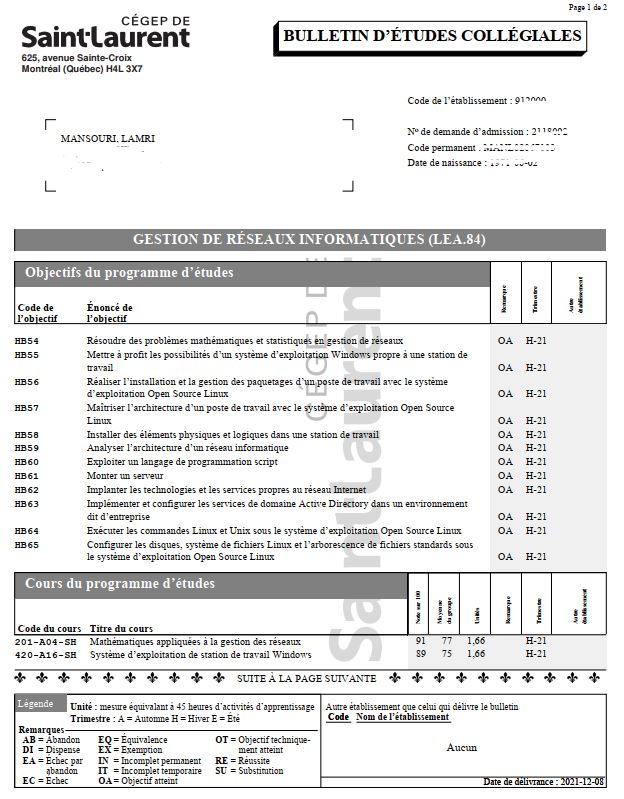 Page 1 de 2
CÉGEP DE
Saint-Laurent
625, avenue Sainte-Croix
Montréal (Québec) H4L 3X7
BULLETIN D'ÉTUDES COLLÉGIALES
Code de l'établissement :
Nº de demande d'admission :
Code permanent :
Date de naissance :
MANSOURI, LAMRI
GESTION DE RÉSEAUX INFORMATIQUES (LEA.84)
Objectifs du programme d'études
Code de l'objectif Énoncé de l'objectif Remarque Trimestre Autre établissement
HB54 Résoudre des problèmes mathématiques et statistiques en gestion de réseaux OA H-21
HB55 Mettre à profit les possibilités d'un système d'exploitation Windows propre à une station de
travail OA H-21
HB56 Réaliser l'installation et la gestion des paquetages d'un poste de travail avec le système
d'exploitation Open Source Linux OA H-21
HB57 Maîtriser l'architecture d'un poste de travail avec le système d'exploitation Open Source
Linux OA H-21
HB58 Installer des éléments physiques et logiques dans une station de travail OA H-21
HB59 Analyser l'architecture d'un réseau informatique OA H-21
HB60 Exploiter un langage de programmation script OA H-21
HB61 Monter un serveur OA H-21
HB62 Implanter les technologies et les services propres au réseau Internet OA H-21
HB63 Implémenter et configurer les services de domaine Active Directory dans un environnement
dit d'entreprise OA H-21
HB64 Exécuter les commandes Linux et Unix sous le système d'exploitation Open Source Linux OA H-21
HB65 Configurer les disques, système de fichiers Linux et l'arborescence de fichiers standards sous
le système d'exploitation Open Source Linux OA H-21
CÉGEP DE
Saint-Laurent
Cours du programme d'études
Code du cours Titre du cours Note sur 100 Moyenne du groupe Unités Remarque Trimestre Autre établissement
201-A04-SH Mathématiques appliquées à la gestion des réseaux 91 77 1,66 H-21
420-A16-SH Système d'exploitation de station de travail Windows 89 75 1,66 H-21
SUITE À LA PAGE SUIVANTE
Légende
Unité : mesure équivalant à 45 heures d'activités d'apprentissage
Trimestre : A = Automne H = Hiver E = Été
Remarques
AB = Abandon EQ = Équivalence OT = Objectif technique-
DI = Dispense EX = Exemption ment atteint
EA = Échec par IN = Incomplet permanent RE = Réussite
abandon IT = Incomplet temporaire SU = Substitution
EC = Échec OA = Objectif atteint
Autre établissement que celui qui délivre le bulletin
Code Nom de l'établissement
Aucun
Date de délivrance : 2021-12-08